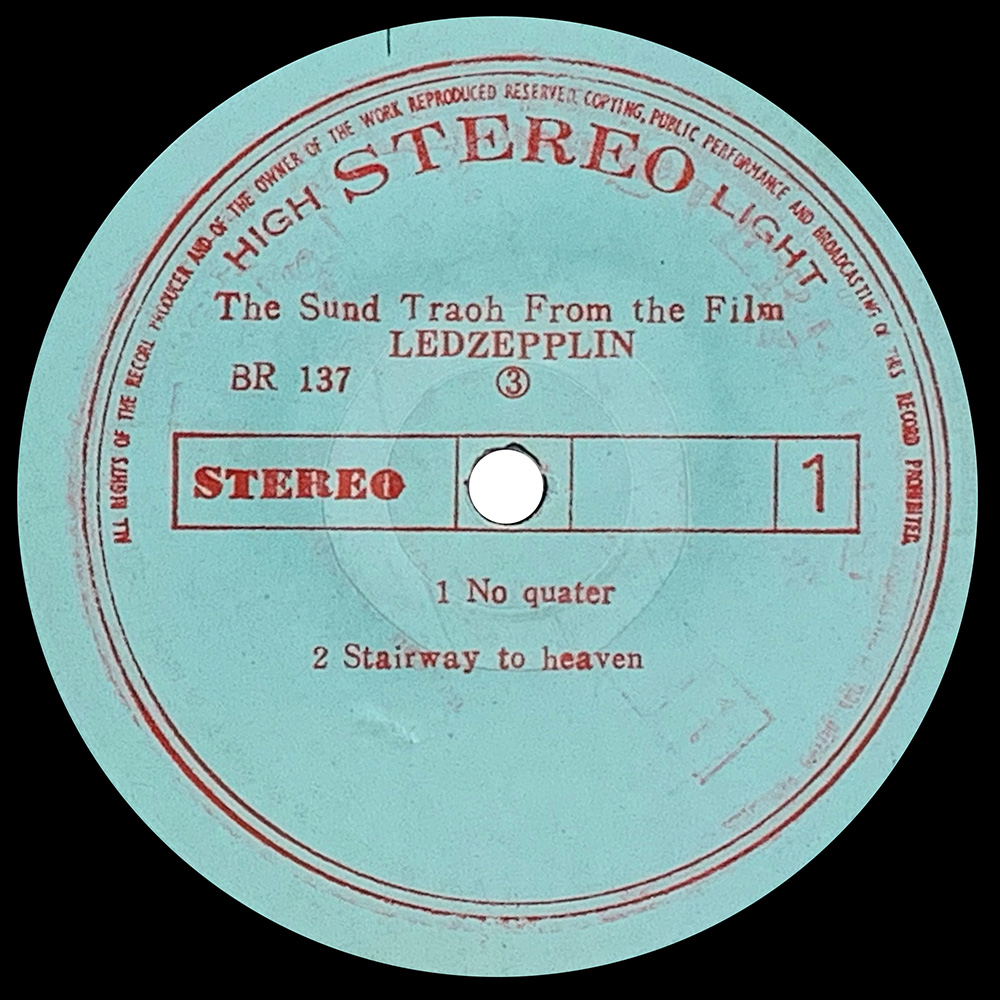 ALL RIGHTS OF THE RECORL PRODUCER AND OF THE OWNER OF THE WORK REPRODUCED RESERVED. COPYING, PUBLIC PERFORMANCE AND BROADCASTING OF THIS RECORD PROHIBITED
HIGH STEREO LIGHT
The Sund Traoh From the Film
LEDZEPPLIN
BR 137 ③
STEREO 1
1 No quater
2 Stairway to heaven